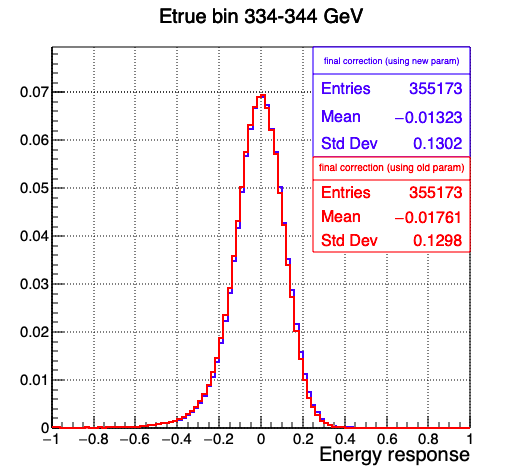 Etrue bin 334-344 GeV
final correction (using new param)
Entries 355173
Mean −0.01323
Std Dev 0.1302
final correction (using old param)
Entries 355173
Mean −0.01761
Std Dev 0.1298
0.07
0.06
0.05
0.04
0.03
0.02
0.01
0
−1 −0.8 −0.6 −0.4 −0.2 0 0.2 0.4 0.6 0.8 1
Energy response